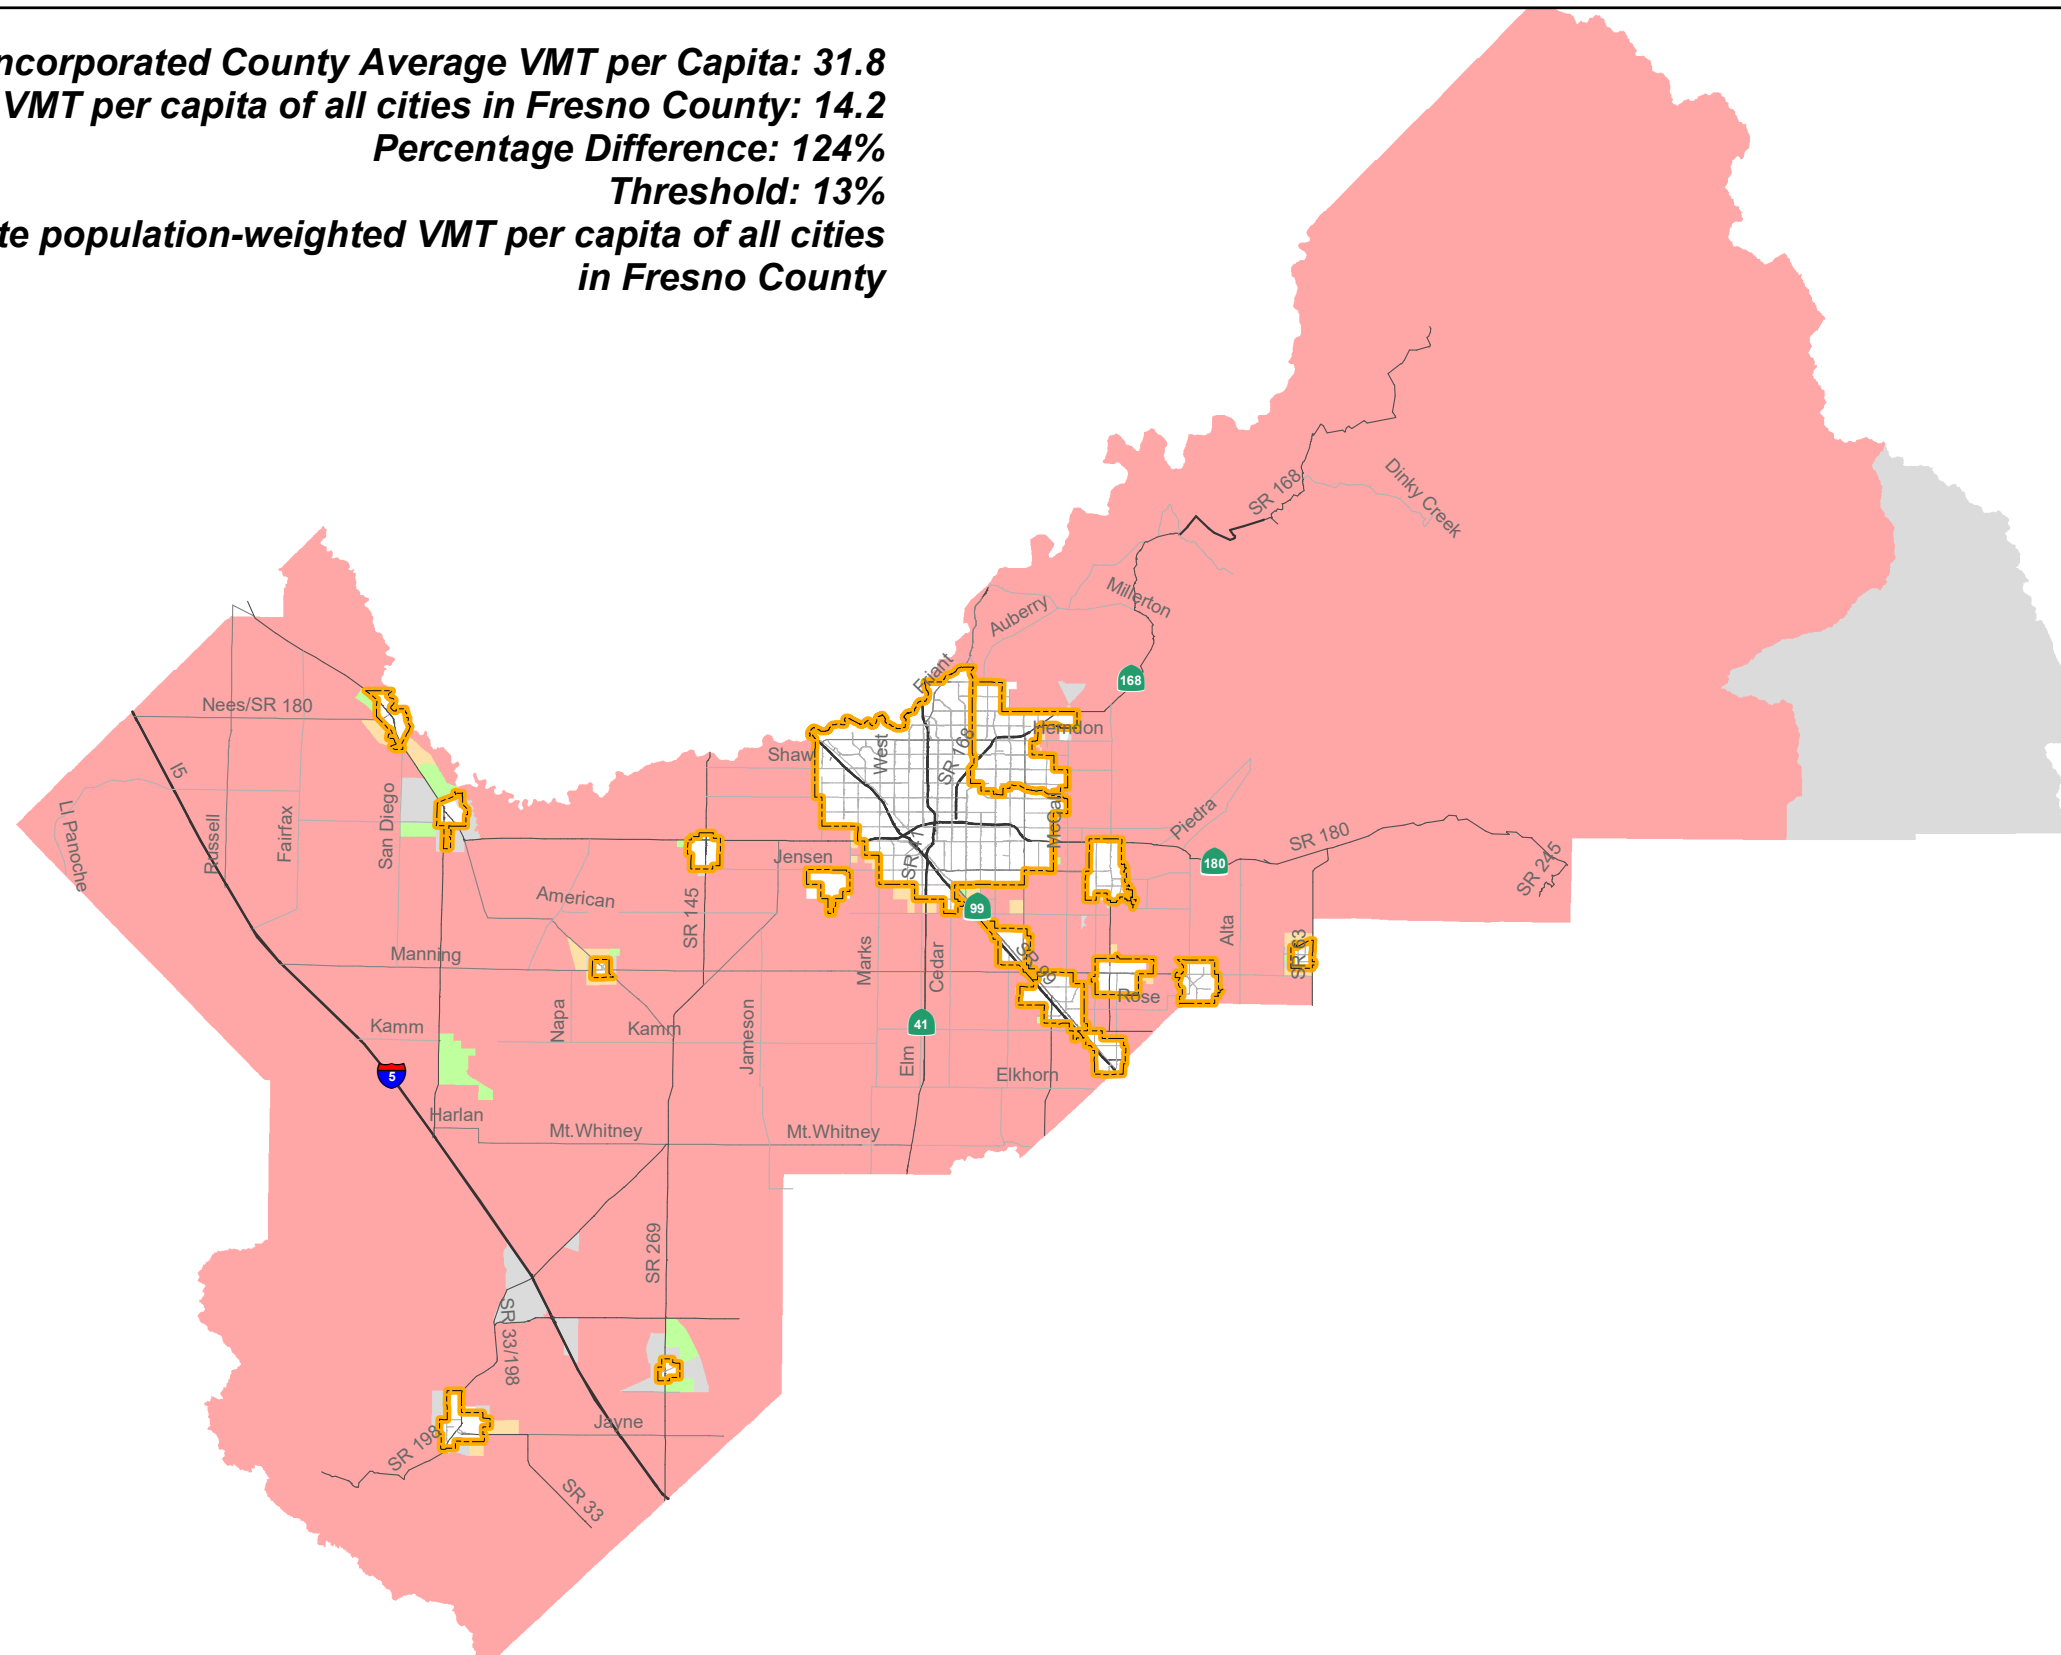 ncorporated County Average VMT per Capita: 31.8
VMT per capita of all cities in Fresno County: 14.2
Percentage Difference: 124%
Threshold: 13%
te population-weighted VMT per capita of all cities
in Fresno County
SR 168
Dinky Creek
Millerton
Auberry
Friant
168
Nees/SR 180
Herndon
West
SR 168
Shaw
I5
LI Panoche
Russell
Fairfax
San Diego
McCall
Piedra
SR 180
180
SR 245
Jensen
SR 41
American
SR 145
99
Alta
SR 63
Manning
Marks
Cedar
SR 99
Rose
Kamm
Napa
Kamm
Jameson
41
Elm
Elkhorn
5
Harlan
Mt.Whitney
Mt.Whitney
SR 269
SR 33/198
Jayne
SR 198
SR 33